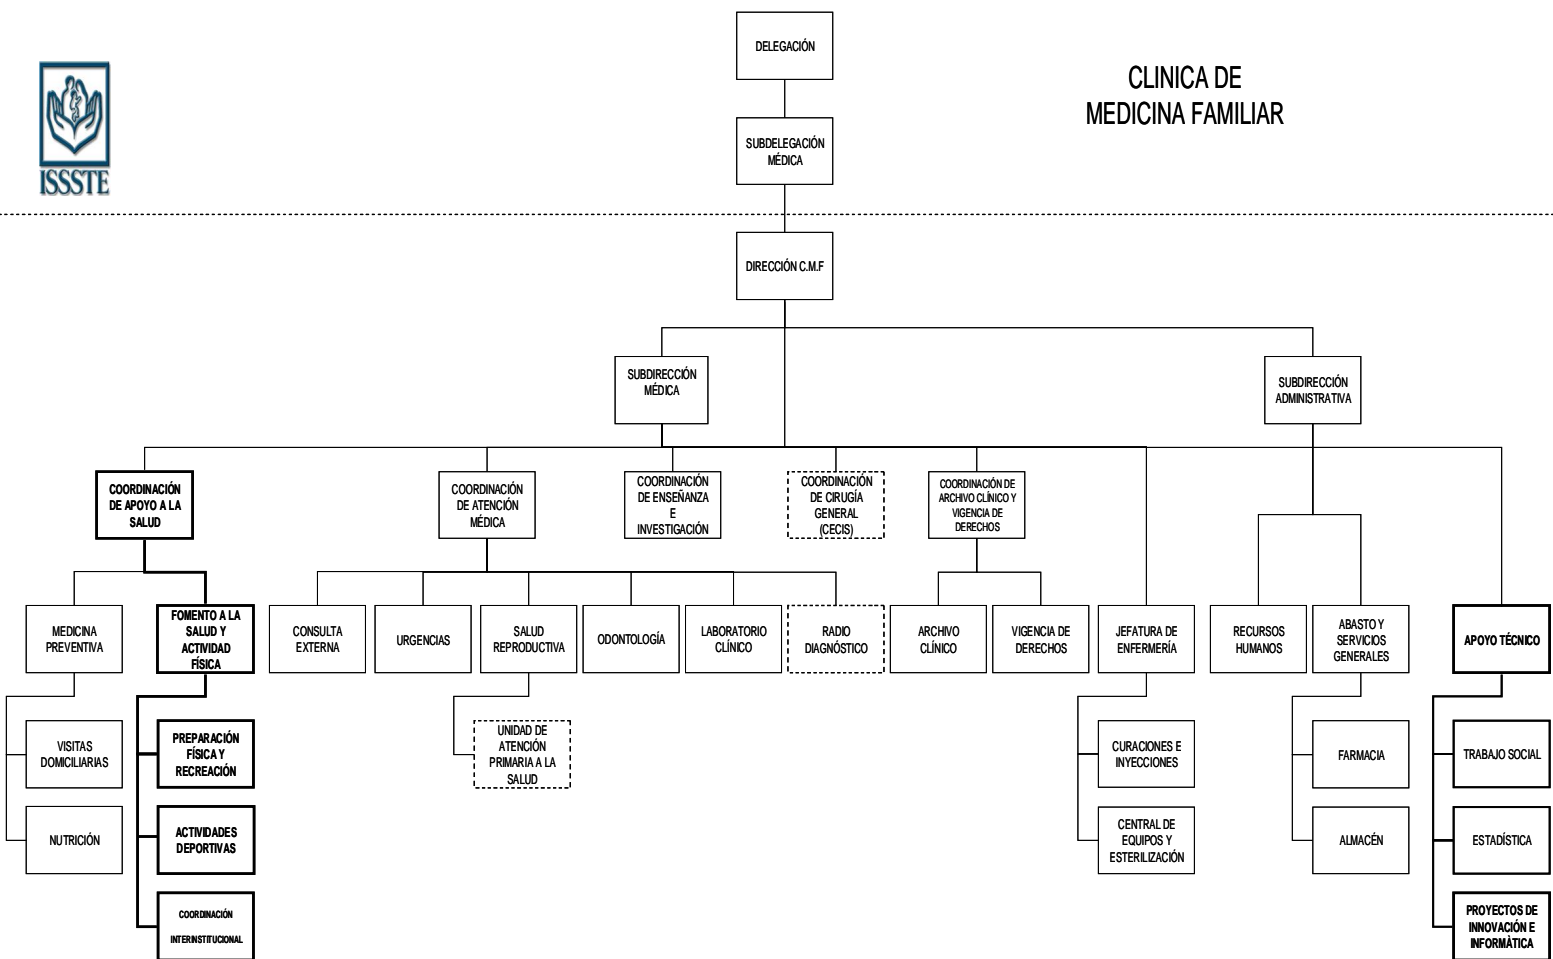 DELEGACIÓN
ISSSTE
CLINICA DE
MEDICINA FAMILIAR
SUBDELEGACIÓN
MÉDICA
DIRECCIÓN C.M.F
SUBDIRECCIÓN
MÉDICA
SUBDIRECCIÓN
ADMINISTRATIVA
COORDINACIÓN
DE APOYO A LA
SALUD
COORDINACIÓN
DE ATENCIÓN
MÉDICA
COORDINACIÓN
DE ENSEÑANZA
E
INVESTIGACIÓN
COORDINACIÓN
DE CIRUGÍA
GENERAL
(CECIS)
COORDINACIÓN DE
ARCHIVO CLÍNICO Y
VIGENCIA DE
DERECHOS
MEDICINA
PREVENTIVA
FOMENTO A LA
SALUD Y
ACTIVIDAD
FÍSICA
CONSULTA
EXTERNA
URGENCIAS
SALUD
REPRODUCTIVA
ODONTOLOGÍA
LABORATORIO
CLÍNICO
RADIO
DIAGNÓSTICO
ARCHIVO
CLÍNICO
VIGENCIA DE
DERECHOS
JEFATURA DE
ENFERMERÍA
RECURSOS
HUMANOS
ABASTO Y
SERVICIOS
GENERALES
APOYO TÉCNICO
VISITAS
DOMICILIARIAS
PREPARACIÓN
FÍSICA Y
RECREACIÓN
UNIDAD DE
ATENCIÓN
PRIMARIA A LA
SALUD
CURACIONES E
INYECCIONES
FARMACIA
TRABAJO SOCIAL
NUTRICIÓN
ACTIVIDADES
DEPORTIVAS
CENTRAL DE
EQUIPOS Y
ESTERILIZACIÓN
ALMACÉN
ESTADÍSTICA
COORDINACIÓN
INTERINSTITUCIONAL
PROYECTOS DE
INNOVACIÓN E
INFORMÀTICA